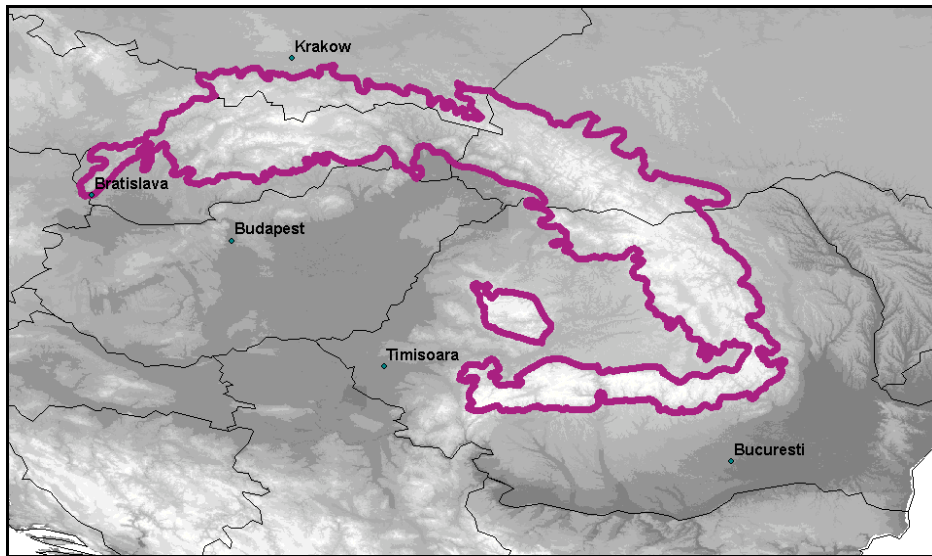 Krakow
Bratislava
Budapest
Timisoara
Bucuresti